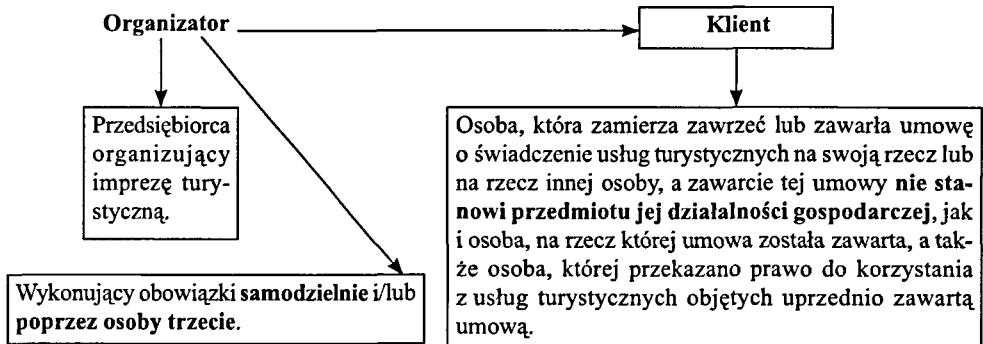 Organizator
Klient
Przedsiębiorca
organizujący
imprezę tury-
styczną.
Wykonujący obowiązki samodzielnie i/lub
poprzez osoby trzecie.
Osoba, która zamierza zawrzeć lub zawarła umowę
o świadczenie usług turystycznych na swoją rzecz lub
na rzecz innej osoby, a zawarcie tej umowy nie sta-
nowi przedmiotu jej działalności gospodarczej, jak
i osoba, na rzecz której umowa została zawarta, a tak-
że osoba, której przekazano prawo do korzystania
z usług turystycznych objętych uprzednio zawartą
umową.